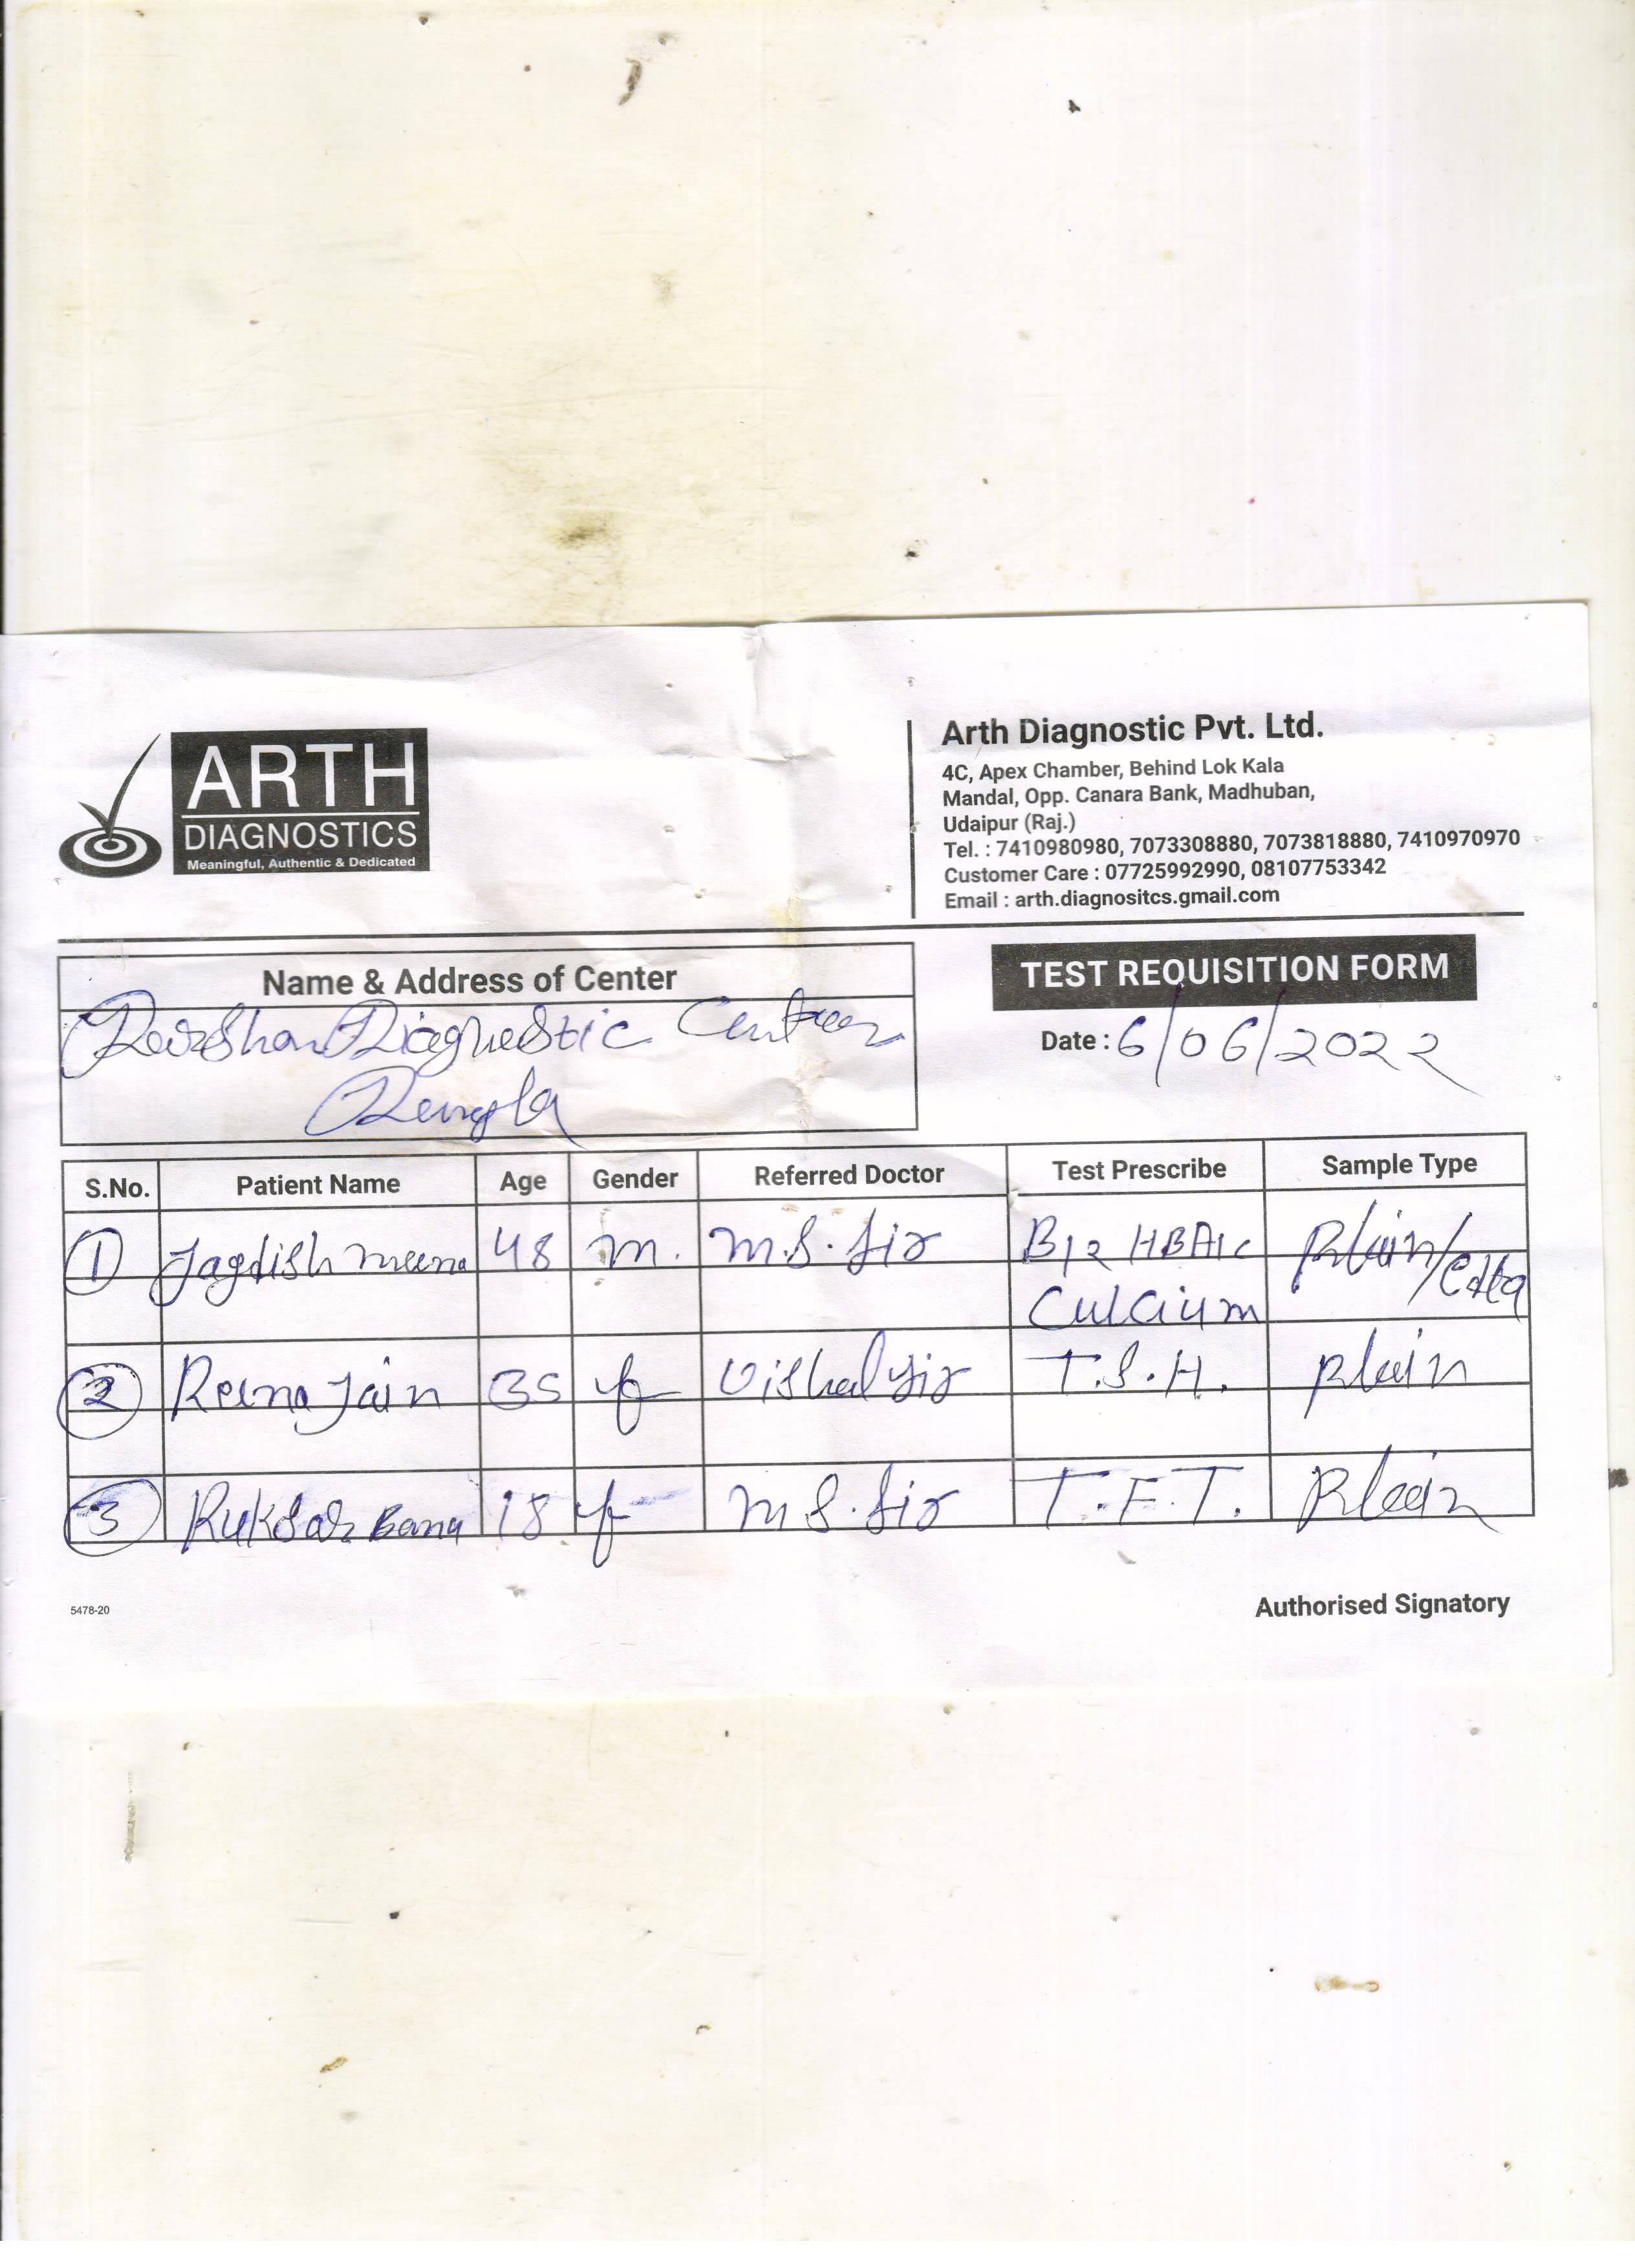 ARTH
DIAGNOSTICS
Meaningful, Authentic & Dedicated
Arth Diagnostic Pvt. Ltd.
4C, Apex Chamber, Behind Lok Kala
Mandal, Opp. Canara Bank, Madhuban,
Udaipur (Raj.)
Tel. : 7410980980, 7073308880, 7073818880, 7410970970
Customer Care : 07725992990, 08107753342
Email : arth.diagnositcs.gmail.com
Name & Address of Center
Darshan Diagnostic Center
TEST REQUISITION FORM
Date : 6/06/2022
S.No. Patient Name Age Gender Referred Doctor Test Prescribe Sample Type
1 Jagdish meena 48 m. m.S. Sir B12 HBA1c Plain/Edta
Culcium
2 Reena Jain 35 f Vishal Sir T.S.H. Plain
3 Ruksar Banu 18 f m S. Sir T.F.T. Plain
5478-20
Authorised Signatory